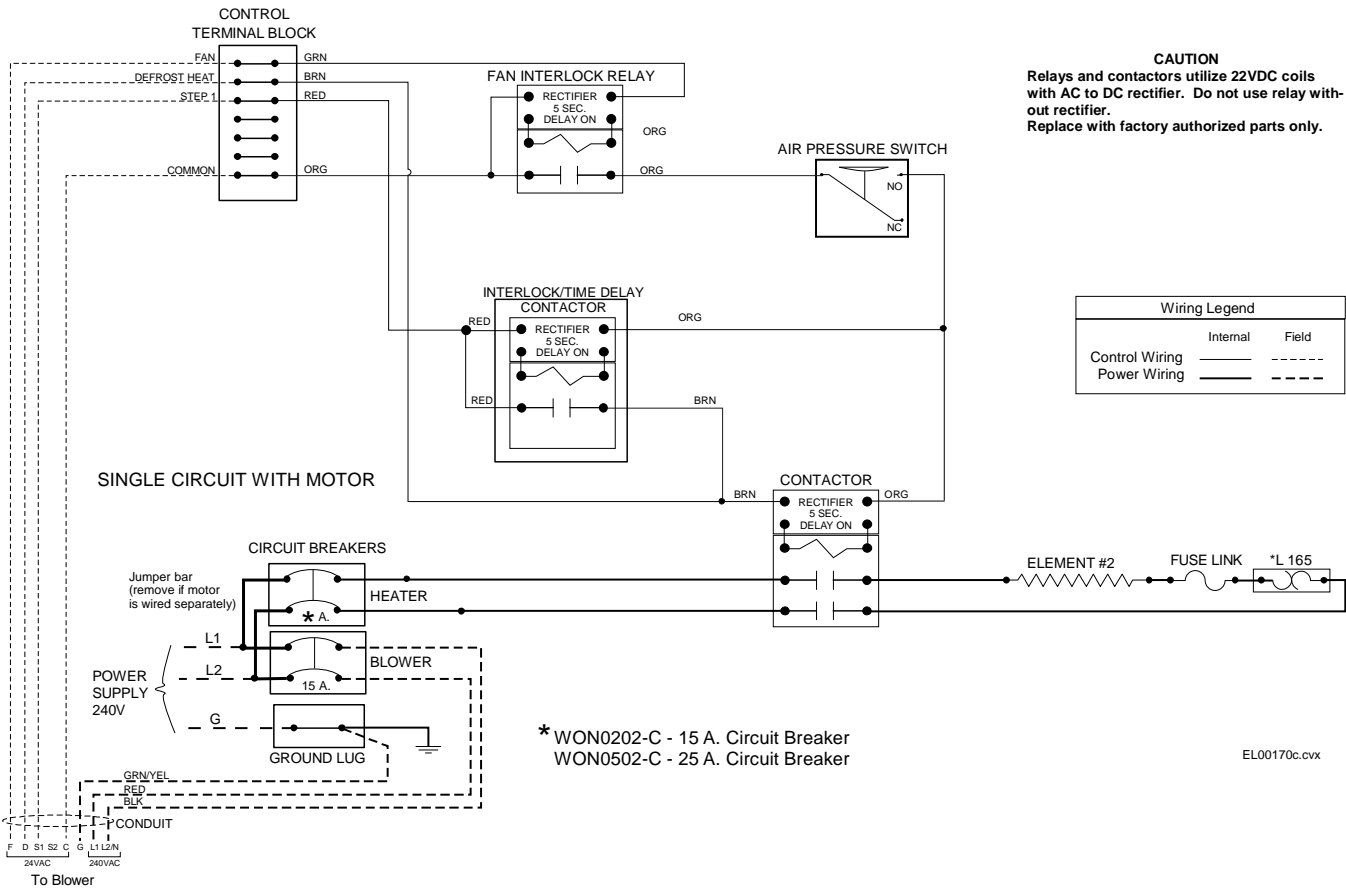 CONTROL
TERMINAL BLOCK
FAN
GRN
DEFROST HEAT
BRN
STEP 1
RED
COMMON
ORG
FAN INTERLOCK RELAY
RECTIFIER
5 SEC.
DELAY ON
ORG
ORG
AIR PRESSURE SWITCH
NO
NC
CAUTION
Relays and contactors utilize 22VDC coils
with AC to DC rectifier. Do not use relay with-
out rectifier.
Replace with factory authorized parts only.
INTERLOCK/TIME DELAY
CONTACTOR
RED
RECTIFIER
5 SEC.
DELAY ON
ORG
RED
BRN
Wiring Legend
Internal Field
Control Wiring
Power Wiring
SINGLE CIRCUIT WITH MOTOR
CONTACTOR
BRN
RECTIFIER
5 SEC.
DELAY ON
ORG
CIRCUIT BREAKERS
Jumper bar
(remove if motor
is wired separately)
HEATER
* A.
ELEMENT #2
FUSE LINK
*L 165
L1
L2
BLOWER
15 A.
POWER
SUPPLY
240V
G
GROUND LUG
* WON0202-C - 15 A. Circuit Breaker
WON0502-C - 25 A. Circuit Breaker
EL00170c.cvx
GRN/YEL
RED
BLK
CONDUIT
F D S1 S2 C G L1 L2/N
24VAC 240VAC
To Blower